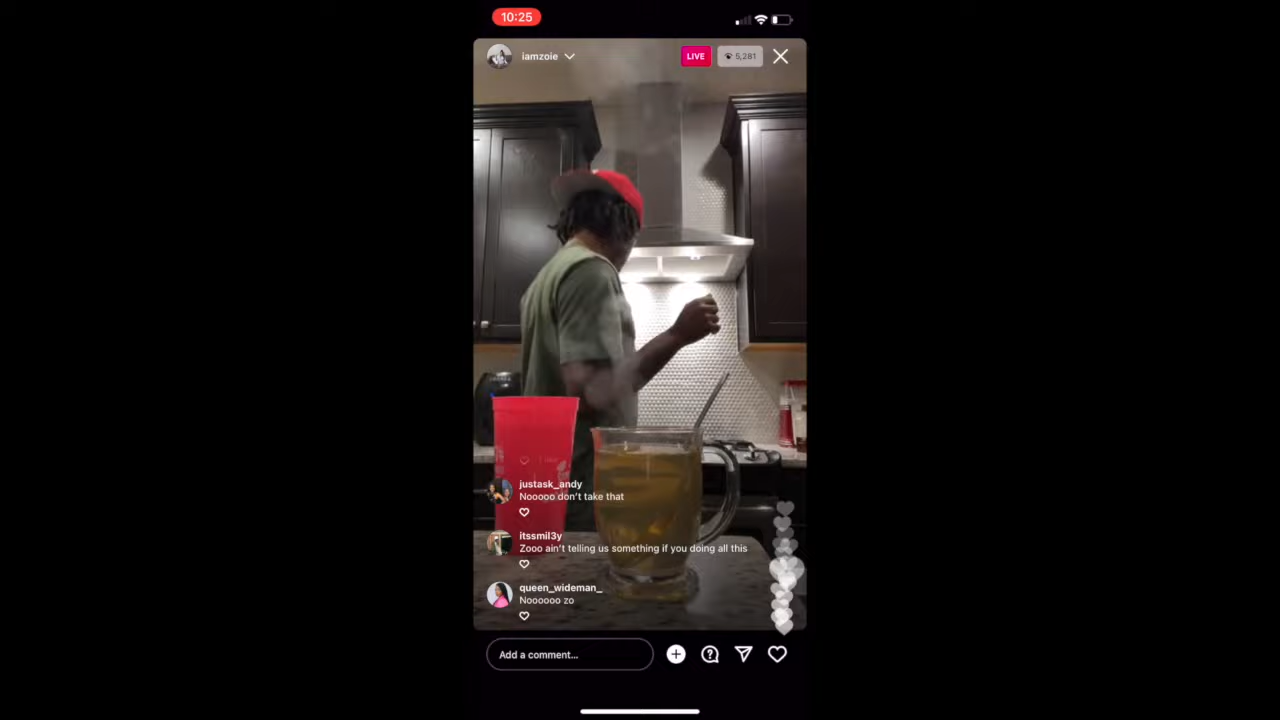 10:25
iamzoie
LIVE
5,281
justask_andy
Nooooo don't take that
itssmil3y
Zooo ain't telling us something if you doing all this
queen_wideman_
Noooooo zo
Add a comment...